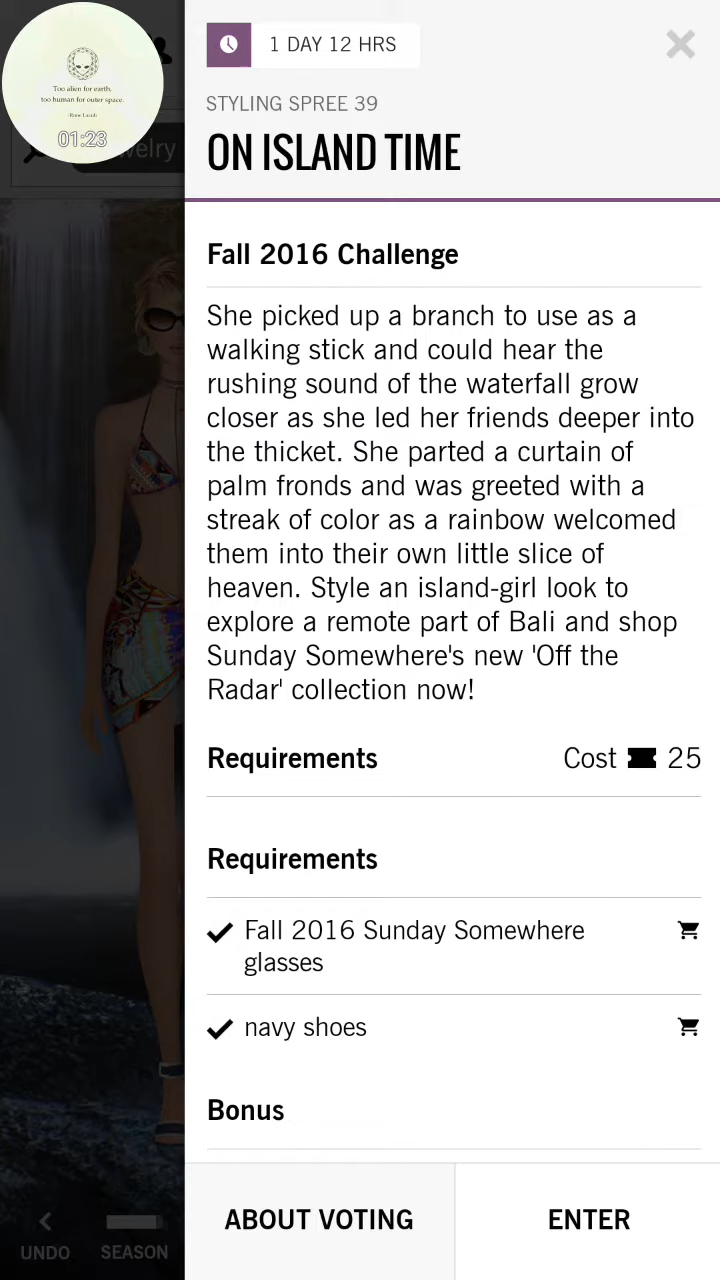 Too alien for earth,
too human for outer space.
01:23
elry
1 DAY 12 HRS
STYLING SPREE 39
ON ISLAND TIME
Fall 2016 Challenge
She picked up a branch to use as a
walking stick and could hear the
rushing sound of the waterfall grow
closer as she led her friends deeper into
the thicket. She parted a curtain of
palm fronds and was greeted with a
streak of color as a rainbow welcomed
them into their own little slice of
heaven. Style an island-girl look to
explore a remote part of Bali and shop
Sunday Somewhere's new 'Off the
Radar' collection now!
Requirements Cost 25
Requirements
Fall 2016 Sunday Somewhere
glasses
navy shoes
Bonus
UNDO SEASON ABOUT VOTING ENTER